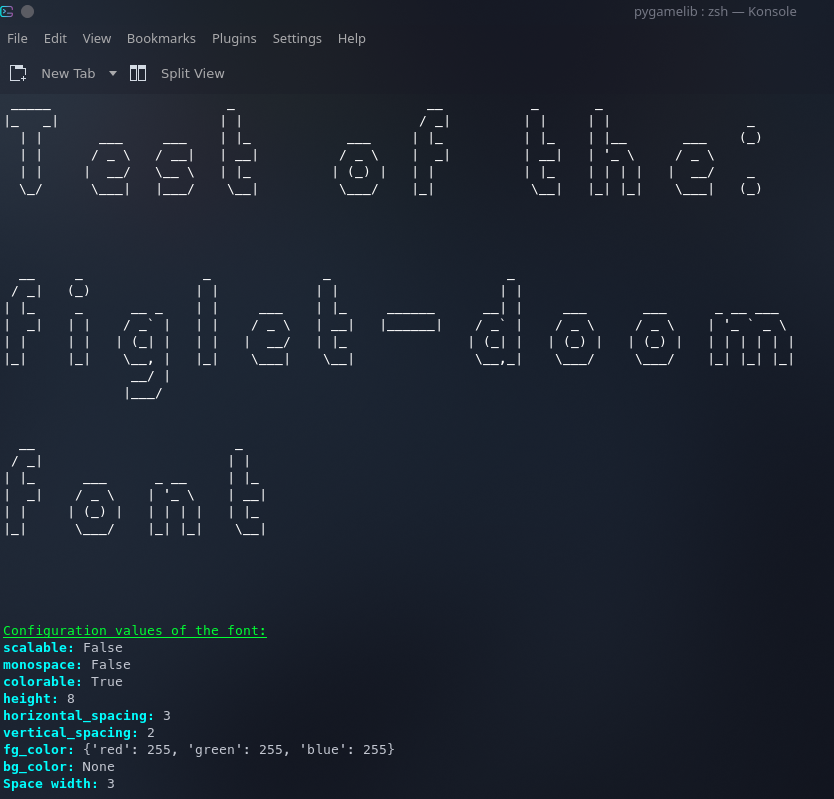 pygamelib : zsh — Konsole
File Edit View Bookmarks Plugins Settings Help
New Tab Split View
Test of the:
figlet-doom
font
Configuration values of the font:
scalable: False
monospace: False
colorable: True
height: 8
horizontal_spacing: 3
vertical_spacing: 2
fg_color: {'red': 255, 'green': 255, 'blue': 255}
bg_color: None
Space width: 3